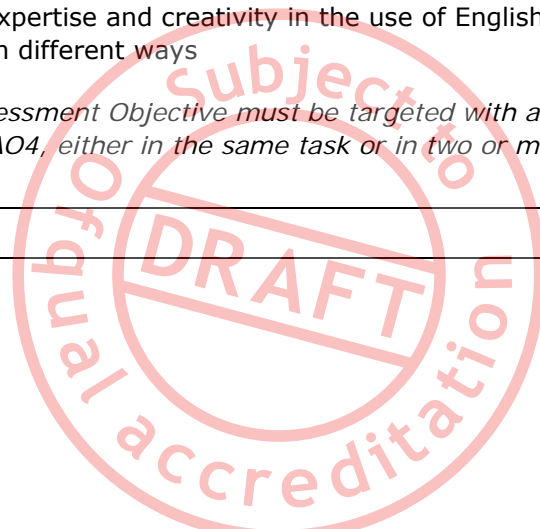 xpertise and creativity in the use of English
n different ways
essment Objective must be targeted with a
AO4, either in the same task or in two or m
Subject to
Ofqual accreditation
DRAFT